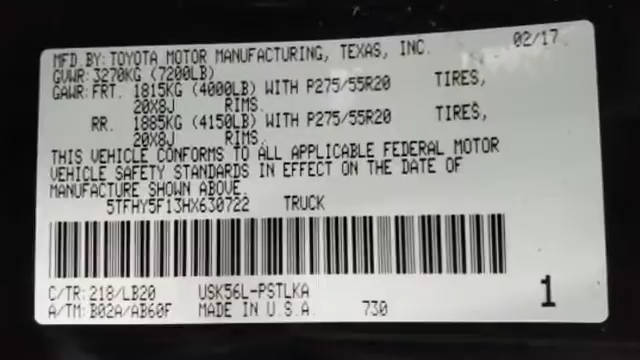 MFD BY: TOYOTA MOTOR MANUFACTURING, TEXAS, INC. 02/17
GVWR: 3270KG (7200LB)
GAWR: FRT. 1815KG (4000LB) WITH P275/55R20 TIRES,
20X8J RIMS.
RR. 1885KG (4150LB) WITH P275/55R20 TIRES,
20X8J RIMS.
THIS VEHICLE CONFORMS TO ALL APPLICABLE FEDERAL MOTOR
VEHICLE SAFETY STANDARDS IN EFFECT ON THE DATE OF
MANUFACTURE SHOWN ABOVE.
5TFHY5F13HX630722 TRUCK
C/TR: 218/LB20 USK56L-PSTLKA
A/TM: B02A/AB60F MADE IN U.S.A. 730
1